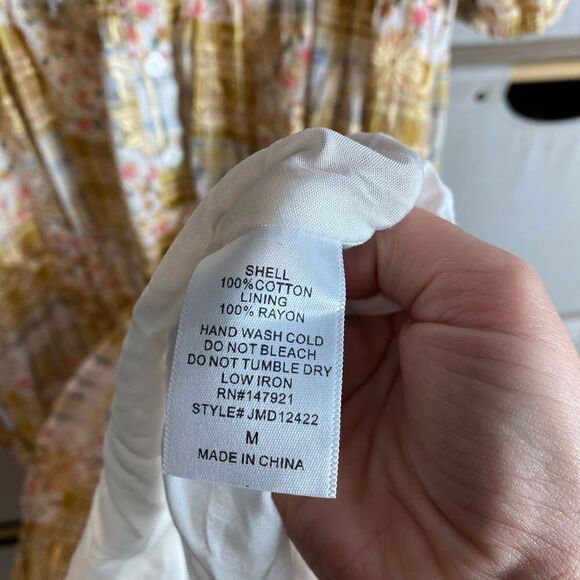 SHELL
100%COTTON
LINING
100% RAYON
HAND WASH COLD
DO NOT BLEACH
DO NOT TUMBLE DRY
LOW IRON
RN#147921
STYLE# JMD12422
M
MADE IN CHINA